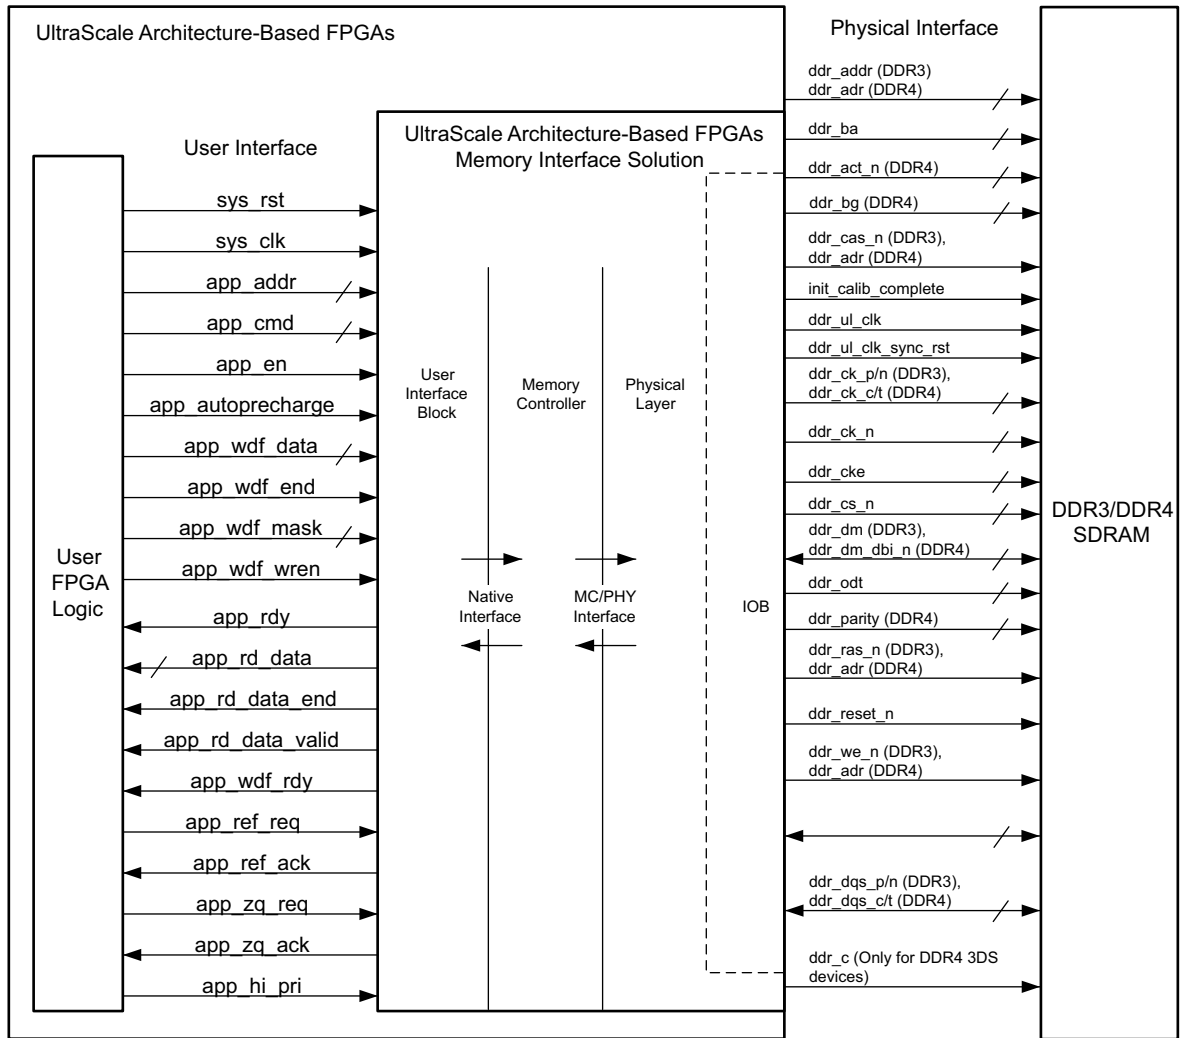 UltraScale Architecture-Based FPGAs
Physical Interface
User Interface
UltraScale Architecture-Based FPGAs
Memory Interface Solution
User
FPGA
Logic
sys_rst
sys_clk
app_addr
app_cmd
app_en
app_autoprecharge
app_wdf_data
app_wdf_end
app_wdf_mask
app_wdf_wren
app_rdy
app_rd_data
app_rd_data_end
app_rd_data_valid
app_wdf_rdy
app_ref_req
app_ref_ack
app_zq_req
app_zq_ack
app_hi_pri
User
Interface
Block
Memory
Controller
Physical
Layer
Native
Interface
MC/PHY
Interface
IOB
ddr_addr (DDR3)
ddr_adr (DDR4)
ddr_ba
ddr_act_n (DDR4)
ddr_bg (DDR4)
ddr_cas_n (DDR3),
ddr_adr (DDR4)
init_calib_complete
ddr_ul_clk
ddr_ul_clk_sync_rst
ddr_ck_p/n (DDR3),
ddr_ck_c/t (DDR4)
ddr_ck_n
ddr_cke
ddr_cs_n
ddr_dm (DDR3),
ddr_dm_dbi_n (DDR4)
ddr_odt
ddr_parity (DDR4)
ddr_ras_n (DDR3),
ddr_adr (DDR4)
ddr_reset_n
ddr_we_n (DDR3),
ddr_adr (DDR4)
ddr_dqs_p/n (DDR3),
ddr_dqs_c/t (DDR4)
ddr_c (Only for DDR4 3DS
devices)
DDR3/DDR4
SDRAM